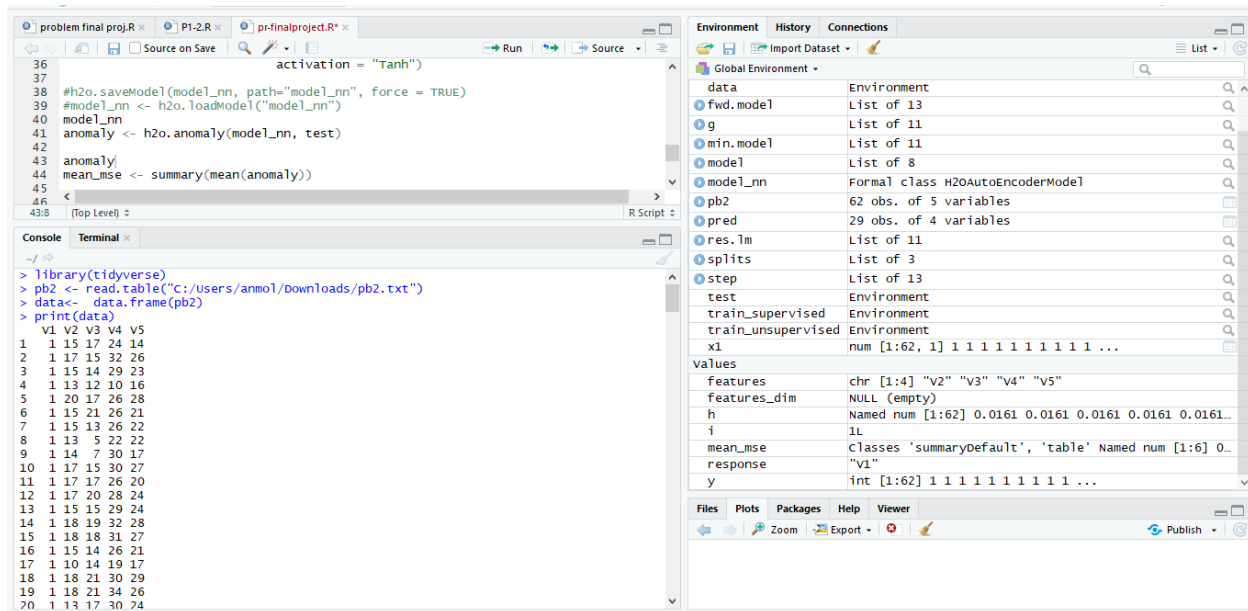 problem final proj.R × P1-2.R × pr-finalproject.R* ×
Source on Save Run Source
36 activation = "Tanh")
37
38 #h2o.saveModel(model_nn, path="model_nn", force = TRUE)
39 #model_nn <- h2o.loadModel("model_nn")
40 model_nn
41 anomaly <- h2o.anomaly(model_nn, test)
42
43 anomaly
44 mean_mse <- summary(mean(anomaly))
45
46
43:8 (Top Level) R Script
Console Terminal ×
~/
> library(tidyverse)
> pb2 <- read.table("C:/Users/anmol/Downloads/pb2.txt")
> data<- data.frame(pb2)
> print(data)
V1 V2 V3 V4 V5
1 1 15 17 24 14
2 1 17 15 32 26
3 1 15 14 29 23
4 1 13 12 10 16
5 1 20 17 26 28
6 1 15 21 26 21
7 1 15 13 26 22
8 1 13 5 22 22
9 1 14 7 30 17
10 1 17 15 30 27
11 1 17 17 26 20
12 1 17 20 28 24
13 1 15 15 29 24
14 1 18 19 32 28
15 1 18 18 31 27
16 1 15 14 26 21
17 1 10 14 19 17
18 1 18 21 30 29
19 1 18 21 34 26
20 1 13 17 30 24
Environment History Connections
Import Dataset List
Global Environment
data Environment
fwd.model List of 13
g List of 11
min.model List of 11
model List of 8
model_nn Formal class H2OAutoEncoderModel
pb2 62 obs. of 5 variables
pred 29 obs. of 4 variables
res.lm List of 11
splits List of 3
step List of 13
test Environment
train_supervised Environment
train_unsupervised Environment
x1 num [1:62, 1] 1 1 1 1 1 1 1 1 1 1 ...
Values
features chr [1:4] "V2" "V3" "V4" "V5"
features_dim NULL (empty)
h Named num [1:62] 0.0161 0.0161 0.0161 0.0161 0.0161…
i 1L
mean_mse Classes 'summaryDefault', 'table' Named num [1:6] 0…
response "V1"
y int [1:62] 1 1 1 1 1 1 1 1 1 1 ...
Files Plots Packages Help Viewer
Zoom Export Publish